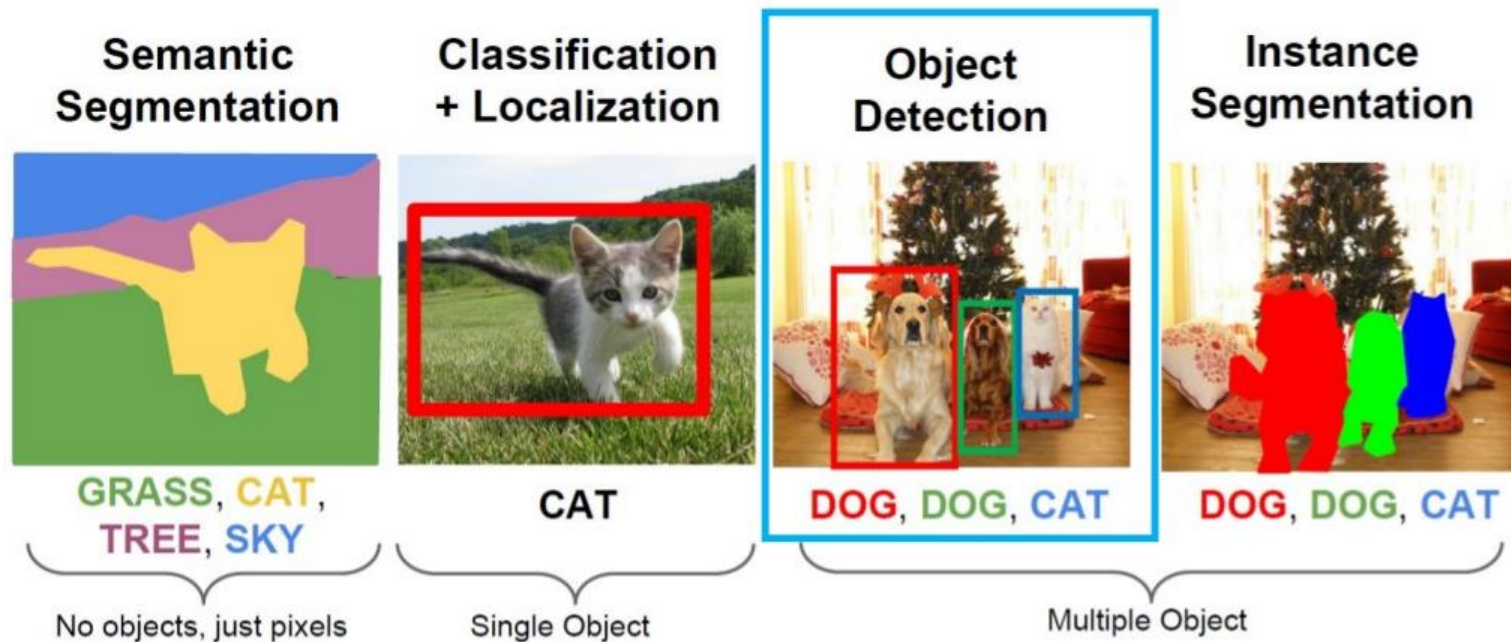 Semantic
Segmentation
Classification
+ Localization
Object
Detection
Instance
Segmentation
GRASS, CAT,
TREE, SKY
CAT
DOG, DOG, CAT
DOG, DOG, CAT
No objects, just pixels
Single Object
Multiple Object